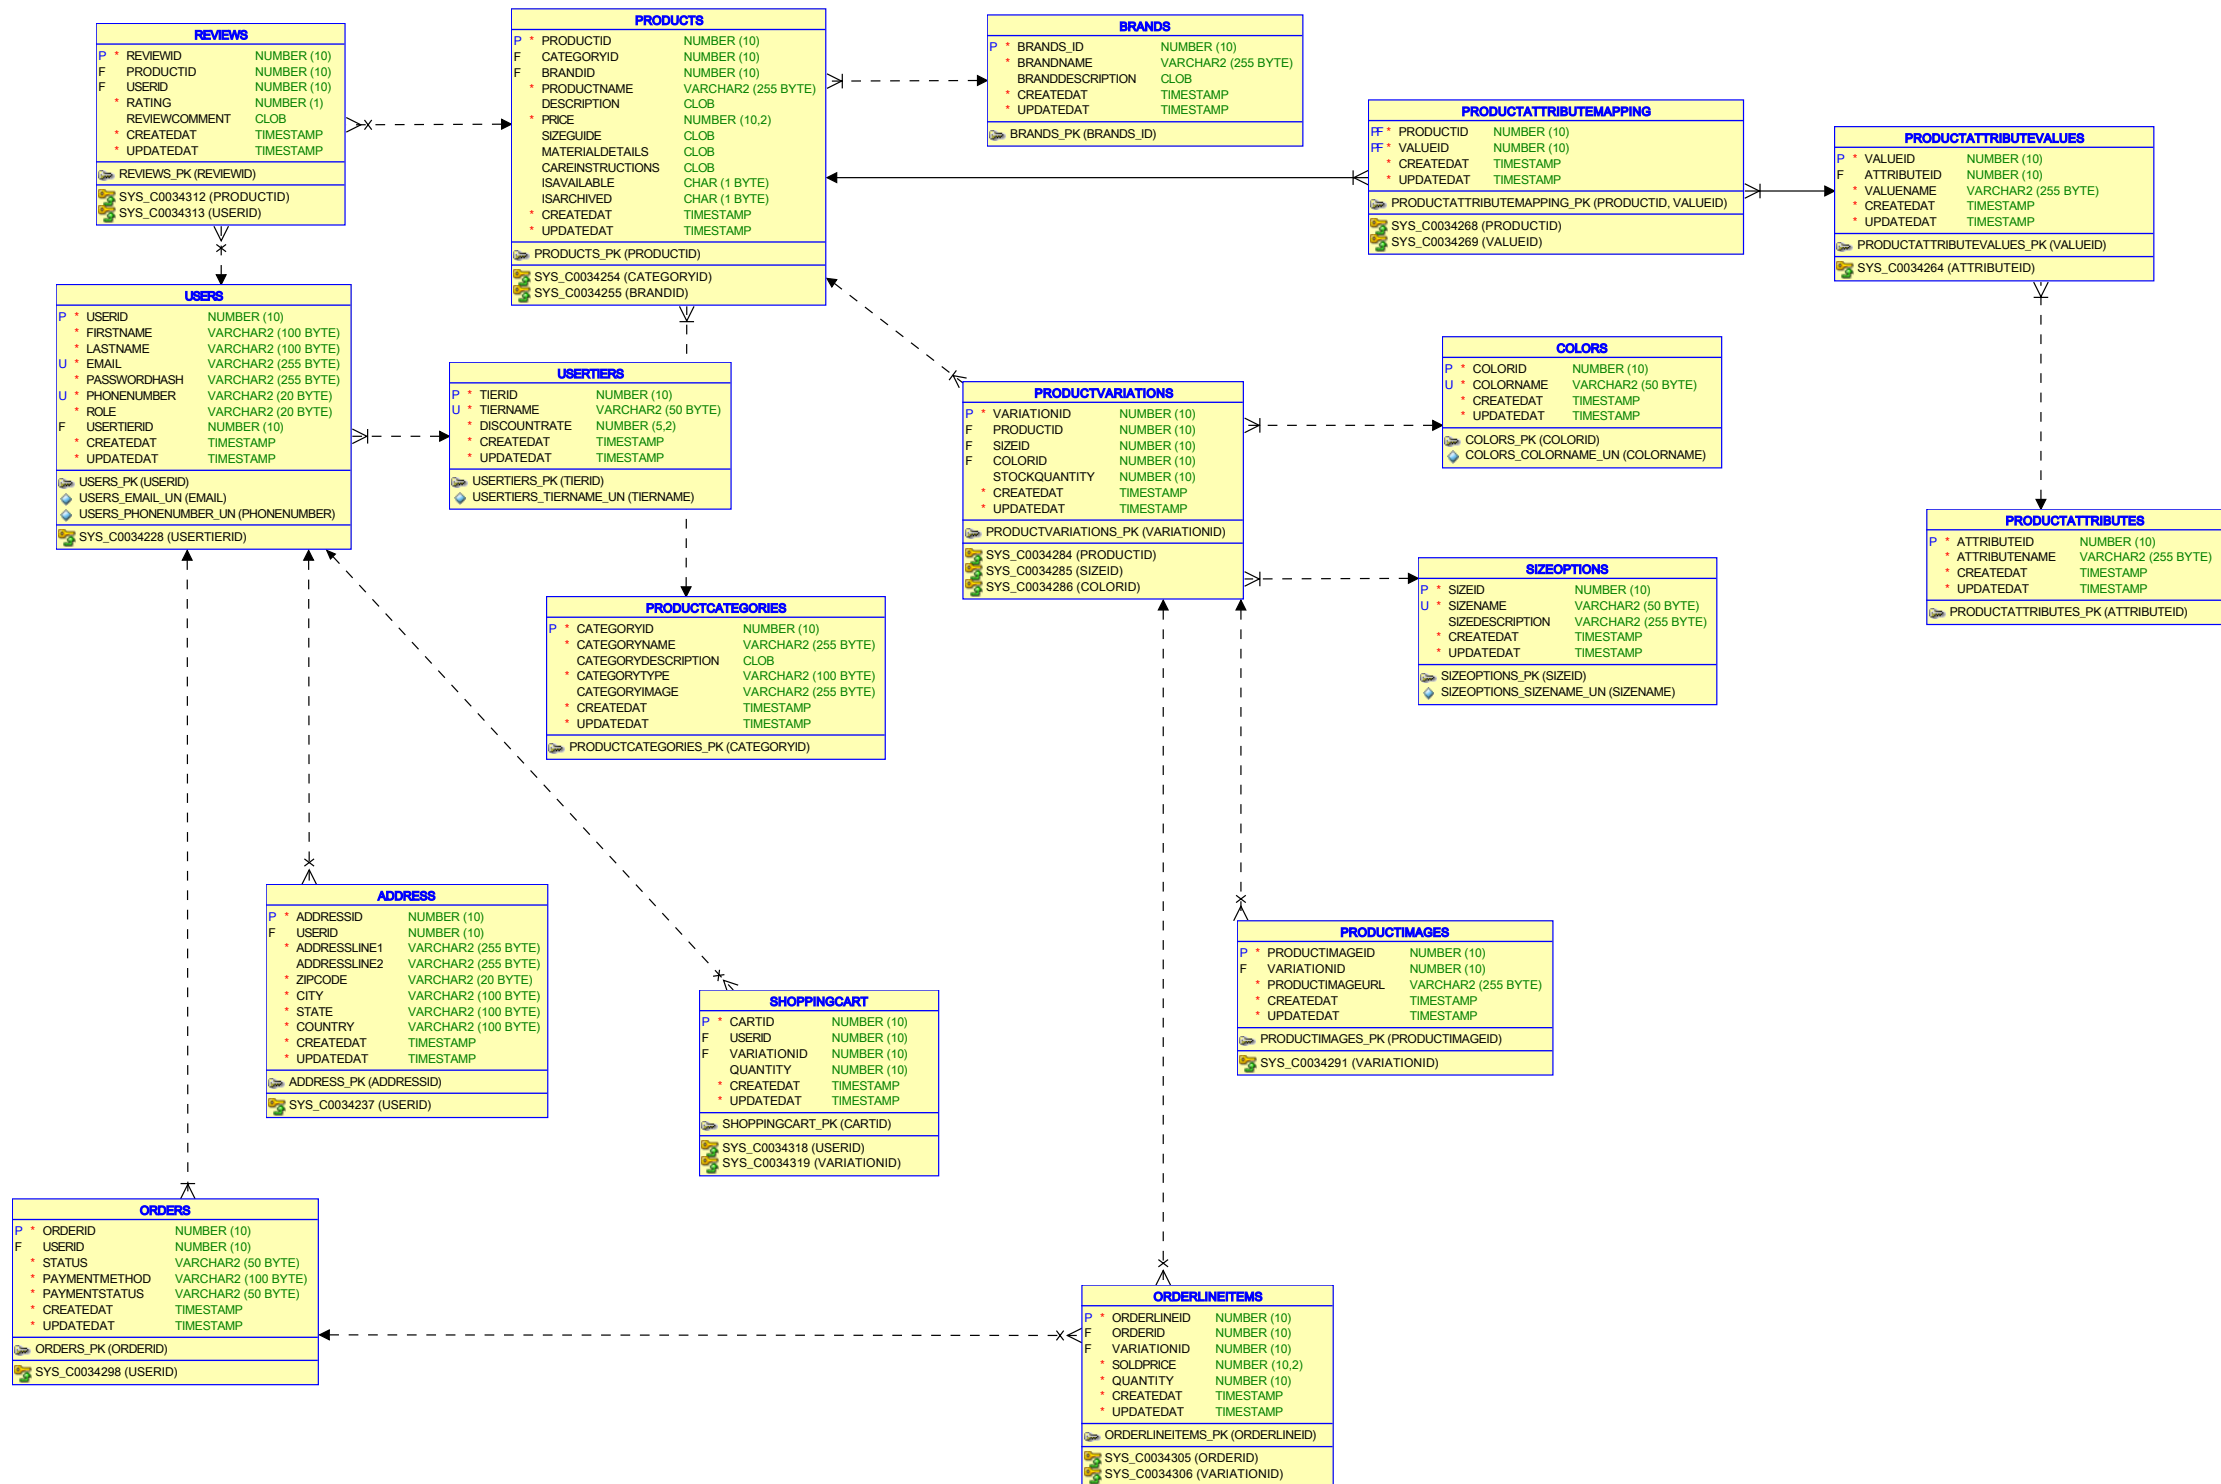 REVIEWS
P * REVIEWID NUMBER (10)
F PRODUCTID NUMBER (10)
F USERID NUMBER (10)
* RATING NUMBER (1)
REVIEWCOMMENT CLOB
* CREATEDAT TIMESTAMP
* UPDATEDAT TIMESTAMP
REVIEWS_PK (REVIEWID)
SYS_C0034312 (PRODUCTID)
SYS_C0034313 (USERID)
PRODUCTS
P * PRODUCTID NUMBER (10)
F CATEGORYID NUMBER (10)
F BRANDID NUMBER (10)
* PRODUCTNAME VARCHAR2 (255 BYTE)
DESCRIPTION CLOB
* PRICE NUMBER (10,2)
SIZEGUIDE CLOB
MATERIALDETAILS CLOB
CAREINSTRUCTIONS CLOB
ISAVAILABLE CHAR (1 BYTE)
ISARCHIVED CHAR (1 BYTE)
* CREATEDAT TIMESTAMP
* UPDATEDAT TIMESTAMP
PRODUCTS_PK (PRODUCTID)
SYS_C0034254 (CATEGORYID)
SYS_C0034255 (BRANDID)
BRANDS
P * BRANDS_ID NUMBER (10)
* BRANDNAME VARCHAR2 (255 BYTE)
BRANDDESCRIPTION CLOB
* CREATEDAT TIMESTAMP
* UPDATEDAT TIMESTAMP
BRANDS_PK (BRANDS_ID)
PRODUCTATTRIBUTEMAPPING
PF * PRODUCTID NUMBER (10)
PF * VALUEID NUMBER (10)
* CREATEDAT TIMESTAMP
* UPDATEDAT TIMESTAMP
PRODUCTATTRIBUTEMAPPING_PK (PRODUCTID, VALUEID)
SYS_C0034268 (PRODUCTID)
SYS_C0034269 (VALUEID)
PRODUCTATTRIBUTEVALUES
P * VALUEID NUMBER (10)
F ATTRIBUTEID NUMBER (10)
* VALUENAME VARCHAR2 (255 BYTE)
* CREATEDAT TIMESTAMP
* UPDATEDAT TIMESTAMP
PRODUCTATTRIBUTEVALUES_PK (VALUEID)
SYS_C0034264 (ATTRIBUTEID)
USERS
P * USERID NUMBER (10)
* FIRSTNAME VARCHAR2 (100 BYTE)
* LASTNAME VARCHAR2 (100 BYTE)
U * EMAIL VARCHAR2 (255 BYTE)
* PASSWORDHASH VARCHAR2 (255 BYTE)
U * PHONENUMBER VARCHAR2 (20 BYTE)
* ROLE VARCHAR2 (20 BYTE)
F USERTIERID NUMBER (10)
* CREATEDAT TIMESTAMP
* UPDATEDAT TIMESTAMP
USERS_PK (USERID)
USERS_EMAIL_UN (EMAIL)
USERS_PHONENUMBER_UN (PHONENUMBER)
SYS_C0034228 (USERTIERID)
USERTIERS
P * TIERID NUMBER (10)
U * TIERNAME VARCHAR2 (50 BYTE)
* DISCOUNTRATE NUMBER (5,2)
* CREATEDAT TIMESTAMP
* UPDATEDAT TIMESTAMP
USERTIERS_PK (TIERID)
USERTIERS_TIERNAME_UN (TIERNAME)
PRODUCTVARIATIONS
P * VARIATIONID NUMBER (10)
F PRODUCTID NUMBER (10)
F SIZEID NUMBER (10)
F COLORID NUMBER (10)
STOCKQUANTITY NUMBER (10)
* CREATEDAT TIMESTAMP
* UPDATEDAT TIMESTAMP
PRODUCTVARIATIONS_PK (VARIATIONID)
SYS_C0034284 (PRODUCTID)
SYS_C0034285 (SIZEID)
SYS_C0034286 (COLORID)
COLORS
P * COLORID NUMBER (10)
U * COLORNAME VARCHAR2 (50 BYTE)
* CREATEDAT TIMESTAMP
* UPDATEDAT TIMESTAMP
COLORS_PK (COLORID)
COLORS_COLORNAME_UN (COLORNAME)
PRODUCTATTRIBUTES
P * ATTRIBUTEID NUMBER (10)
* ATTRIBUTENAME VARCHAR2 (255 BYTE)
* CREATEDAT TIMESTAMP
* UPDATEDAT TIMESTAMP
PRODUCTATTRIBUTES_PK (ATTRIBUTEID)
SIZEOPTIONS
P * SIZEID NUMBER (10)
U * SIZENAME VARCHAR2 (50 BYTE)
SIZEDESCRIPTION VARCHAR2 (255 BYTE)
* CREATEDAT TIMESTAMP
* UPDATEDAT TIMESTAMP
SIZEOPTIONS_PK (SIZEID)
SIZEOPTIONS_SIZENAME_UN (SIZENAME)
PRODUCTCATEGORIES
P * CATEGORYID NUMBER (10)
* CATEGORYNAME VARCHAR2 (255 BYTE)
CATEGORYDESCRIPTION CLOB
* CATEGORYTYPE VARCHAR2 (100 BYTE)
CATEGORYIMAGE VARCHAR2 (255 BYTE)
* CREATEDAT TIMESTAMP
* UPDATEDAT TIMESTAMP
PRODUCTCATEGORIES_PK (CATEGORYID)
ADDRESS
P * ADDRESSID NUMBER (10)
F USERID NUMBER (10)
* ADDRESSLINE1 VARCHAR2 (255 BYTE)
ADDRESSLINE2 VARCHAR2 (255 BYTE)
* ZIPCODE VARCHAR2 (20 BYTE)
* CITY VARCHAR2 (100 BYTE)
* STATE VARCHAR2 (100 BYTE)
* COUNTRY VARCHAR2 (100 BYTE)
* CREATEDAT TIMESTAMP
* UPDATEDAT TIMESTAMP
ADDRESS_PK (ADDRESSID)
SYS_C0034237 (USERID)
SHOPPINGCART
P * CARTID NUMBER (10)
F USERID NUMBER (10)
F VARIATIONID NUMBER (10)
QUANTITY NUMBER (10)
* CREATEDAT TIMESTAMP
* UPDATEDAT TIMESTAMP
SHOPPINGCART_PK (CARTID)
SYS_C0034318 (USERID)
SYS_C0034319 (VARIATIONID)
PRODUCTIMAGES
P * PRODUCTIMAGEID NUMBER (10)
F VARIATIONID NUMBER (10)
* PRODUCTIMAGEURL VARCHAR2 (255 BYTE)
* CREATEDAT TIMESTAMP
* UPDATEDAT TIMESTAMP
PRODUCTIMAGES_PK (PRODUCTIMAGEID)
SYS_C0034291 (VARIATIONID)
ORDERS
P * ORDERID NUMBER (10)
F USERID NUMBER (10)
* STATUS VARCHAR2 (50 BYTE)
* PAYMENTMETHOD VARCHAR2 (100 BYTE)
* PAYMENTSTATUS VARCHAR2 (50 BYTE)
* CREATEDAT TIMESTAMP
* UPDATEDAT TIMESTAMP
ORDERS_PK (ORDERID)
SYS_C0034298 (USERID)
ORDERLINEITEMS
P * ORDERLINEID NUMBER (10)
F ORDERID NUMBER (10)
F VARIATIONID NUMBER (10)
* SOLDPRICE NUMBER (10,2)
* QUANTITY NUMBER (10)
* CREATEDAT TIMESTAMP
* UPDATEDAT TIMESTAMP
ORDERLINEITEMS_PK (ORDERLINEID)
SYS_C0034305 (ORDERID)
SYS_C0034306 (VARIATIONID)